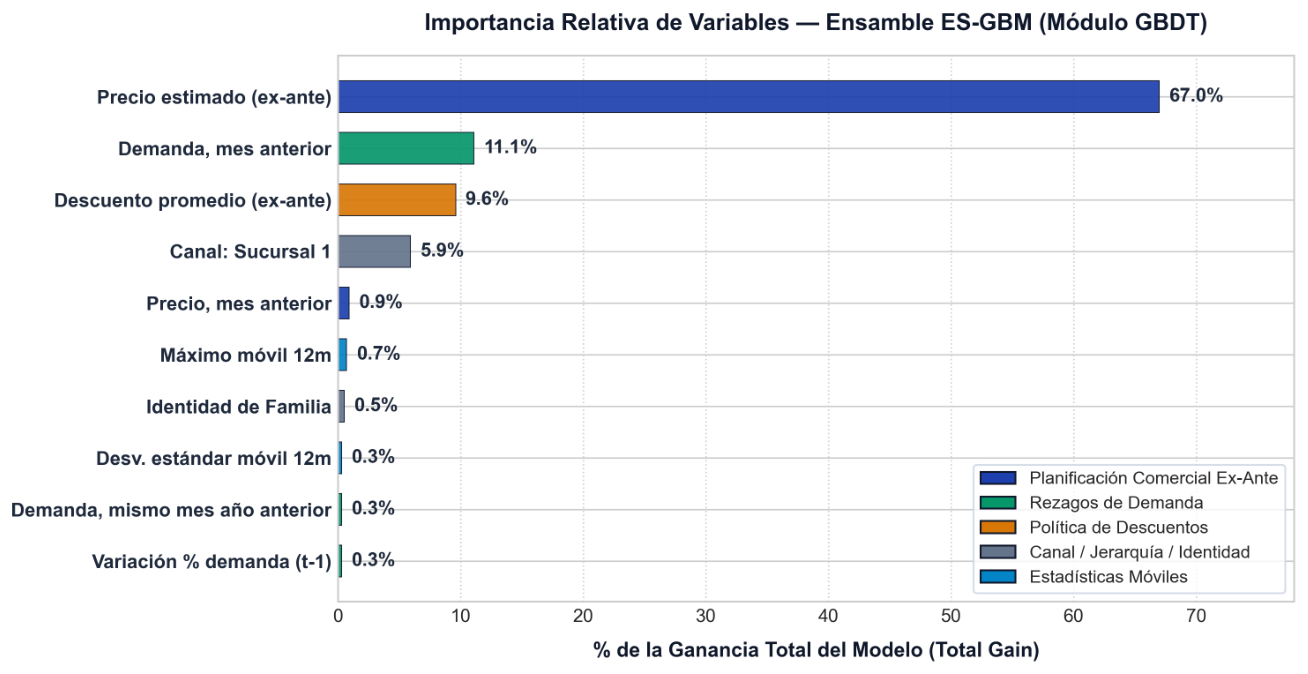 Importancia Relativa de Variables — Ensamble ES-GBM (Módulo GBDT)
Precio estimado (ex-ante) 67.0%
Demanda, mes anterior 11.1%
Descuento promedio (ex-ante) 9.6%
Canal: Sucursal 1 5.9%
Precio, mes anterior 0.9%
Máximo móvil 12m 0.7%
Identidad de Familia 0.5%
Desv. estándar móvil 12m 0.3%
Demanda, mismo mes año anterior 0.3%
Variación % demanda (t-1) 0.3%
Planificación Comercial Ex-Ante
Rezagos de Demanda
Política de Descuentos
Canal / Jerarquía / Identidad
Estadísticas Móviles
0 10 20 30 40 50 60 70
% de la Ganancia Total del Modelo (Total Gain)